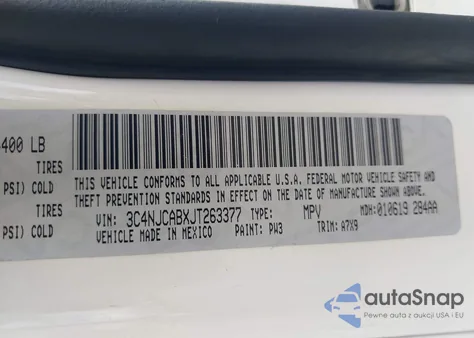 400 LB
TIRES
PSI) COLD
TIRES
PSI) COLD
THIS VEHICLE CONFORMS TO ALL APPLICABLE U.S.A. FEDERAL MOTOR VEHICLE SAFETY AND
THEFT PREVENTION STANDARDS IN EFFECT ON THE DATE OF MANUFACTURE SHOWN ABOVE.
VIN: 3C4NJCABXJT263377 TYPE: MPV MDH: 010619 284AA
VEHICLE MADE IN MEXICO PAINT: PW3 TRIM: A7X9
autoSnap
Pewne auta z aukcji USA i EU